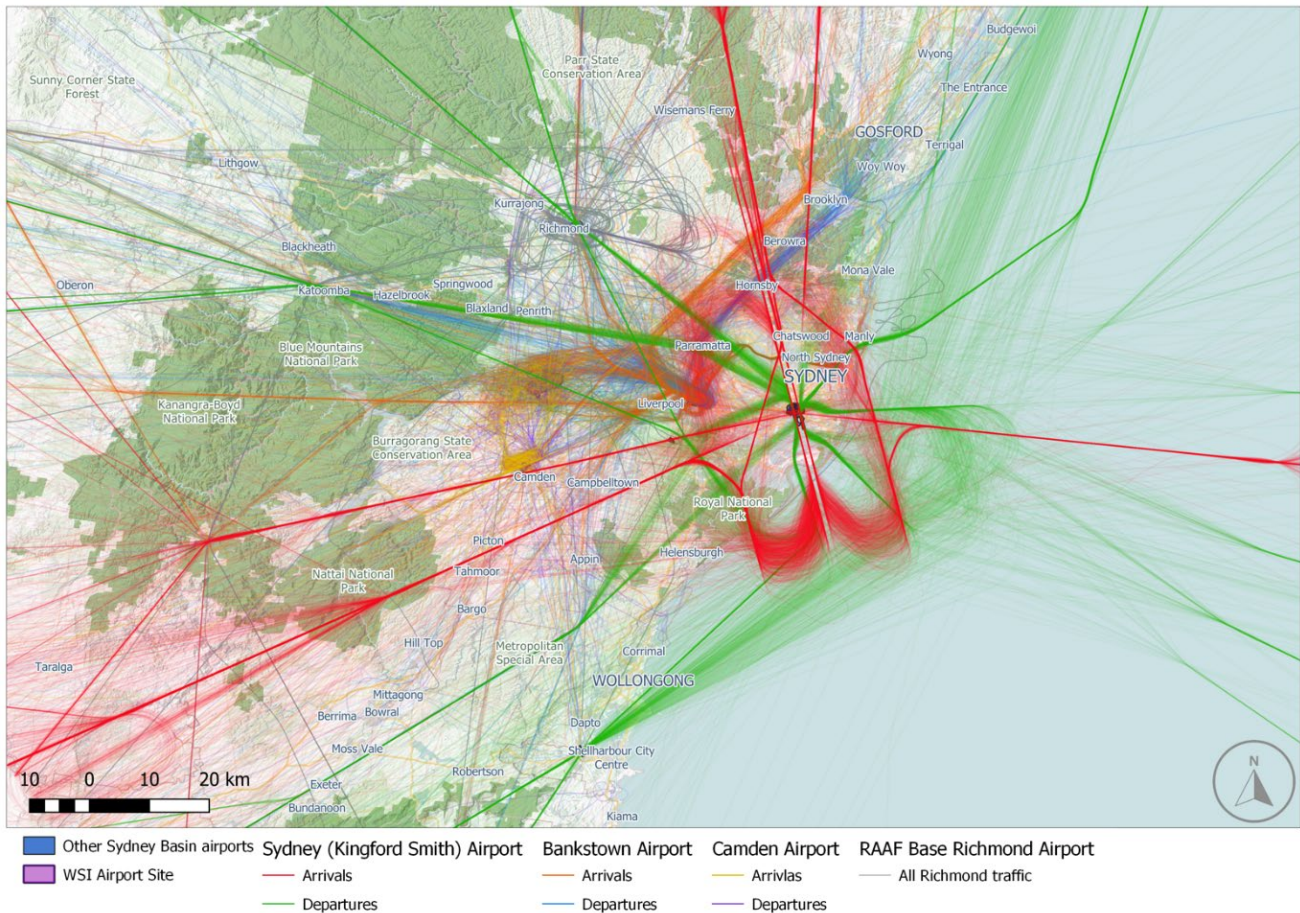 Budgewoi
Wyong
Parr State
Conservation Area
Sunny Corner State
Forest
The Entrance
Wisemans Ferry
GOSFORD
Terrigal
Lithgow
Woy Woy
Kurrajong
Brooklyn
Richmond
Blackheath
Berowra
Mona Vale
Oberon
Springwood
Hornsby
Katoomba
Hazelbrook
Blaxland
Penrith
Chatswood
Manly
Blue Mountains
National Park
Parramatta
North Sydney
SYDNEY
Kanangra-Boyd
National Park
Liverpool
Burragorang State
Conservation Area
Camden
Campbelltown
Royal National
Park
Picton
Helensburgh
Appin
Nattai National
Park
Tahmoor
Bargo
Hill Top
Metropolitan
Special Area
Corrimal
Taralga
WOLLONGONG
Mittagong
Berrima
Bowral
Dapto
Moss Vale
Shellharbour City
Centre
Robertson
10 0 10 20 km
Exeter
Bundanoon
Kiama
N
Other Sydney Basin airports
WSI Airport Site
Sydney (Kingford Smith) Airport
Arrivals
Departures
Bankstown Airport
Arrivals
Departures
Camden Airport
Arrivlas
Departures
RAAF Base Richmond Airport
All Richmond traffic